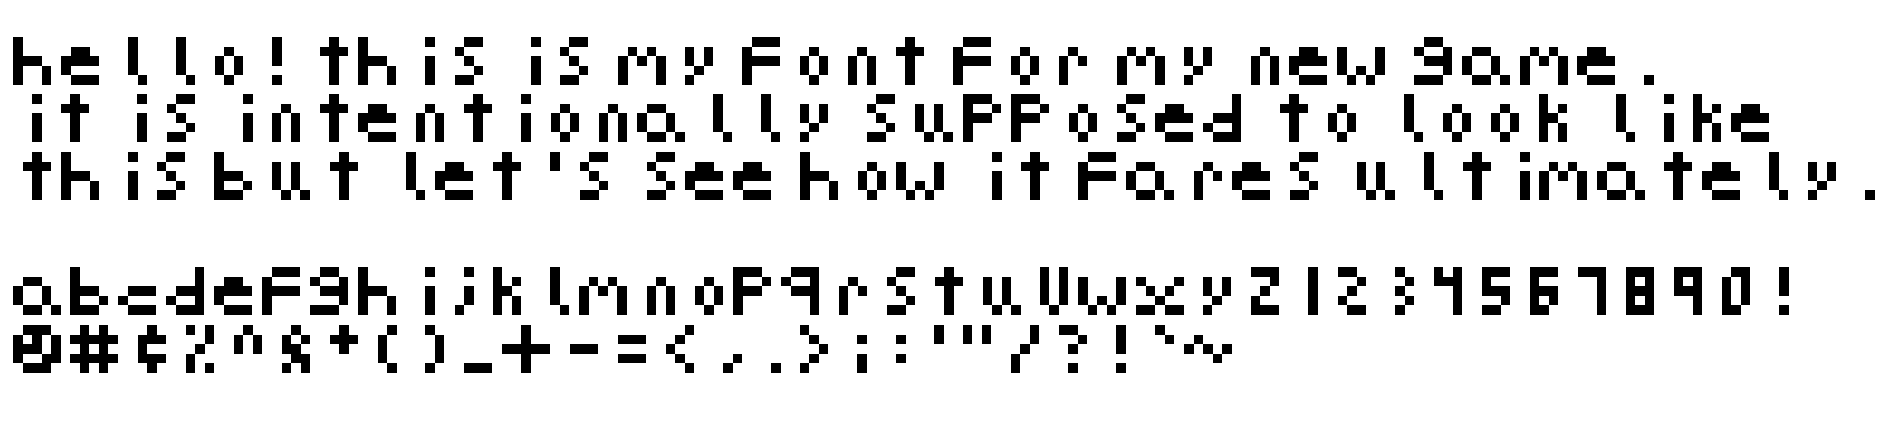 hello! this is my font for my new game.
it is intentionally supposed to look like
this but let's see how it fares ultimately.
abcdefghijklmnopqrstuvwxyz1234567890!
@#¢%^&*()_+-=<,.>;:'"/?!`~